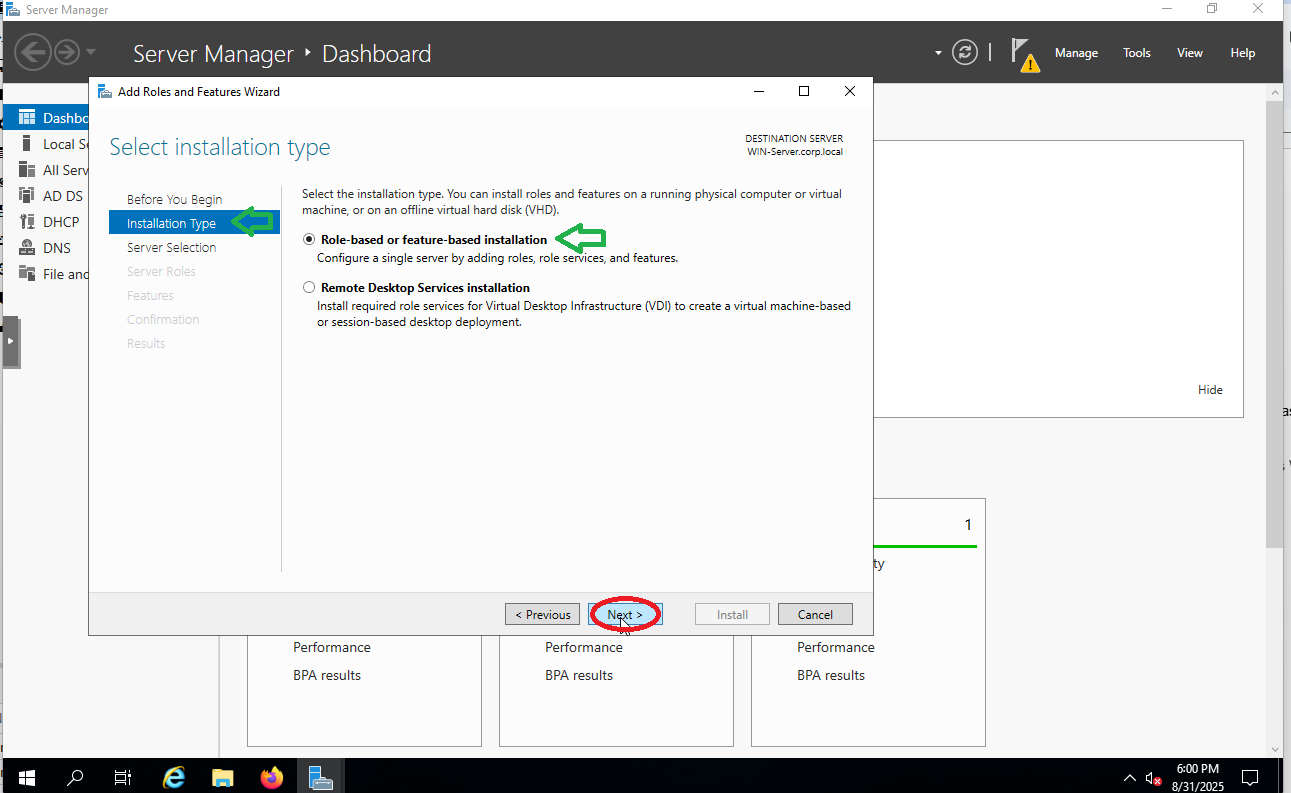 Server Manager
Server Manager ‣ Dashboard
Manage
Tools
View
Help
Add Roles and Features Wizard
Dashbo
Local Se
All Serv
AD DS
DHCP
DNS
File and
Select installation type
DESTINATION SERVER
WIN-Server.corp.local
Before You Begin
Installation Type
Server Selection
Server Roles
Features
Confirmation
Results
Select the installation type. You can install roles and features on a running physical computer or virtual
machine, or on an offline virtual hard disk (VHD).
Role-based or feature-based installation
Configure a single server by adding roles, role services, and features.
Remote Desktop Services installation
Install required role services for Virtual Desktop Infrastructure (VDI) to create a virtual machine-based
or session-based desktop deployment.
Hide
1
ty
< Previous
Next >
Install
Cancel
Performance
BPA results
Performance
BPA results
Performance
BPA results
6:00 PM
8/31/2025